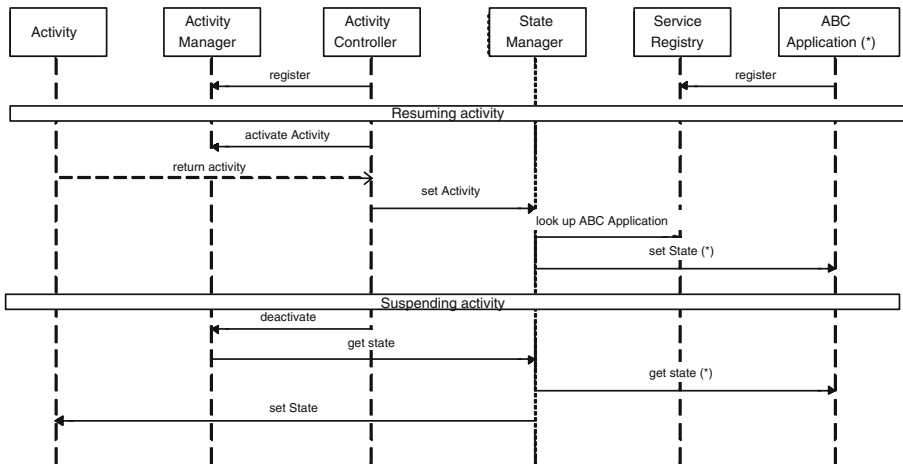 Activity
Activity
Manager
Activity
Controller
State
Manager
Service
Registry
ABC
Application (*)
register
register
Resuming activity
activate Activity
return activity
set Activity
look up ABC Application
set State (*)
Suspending activity
deactivate
get state
get state (*)
set State